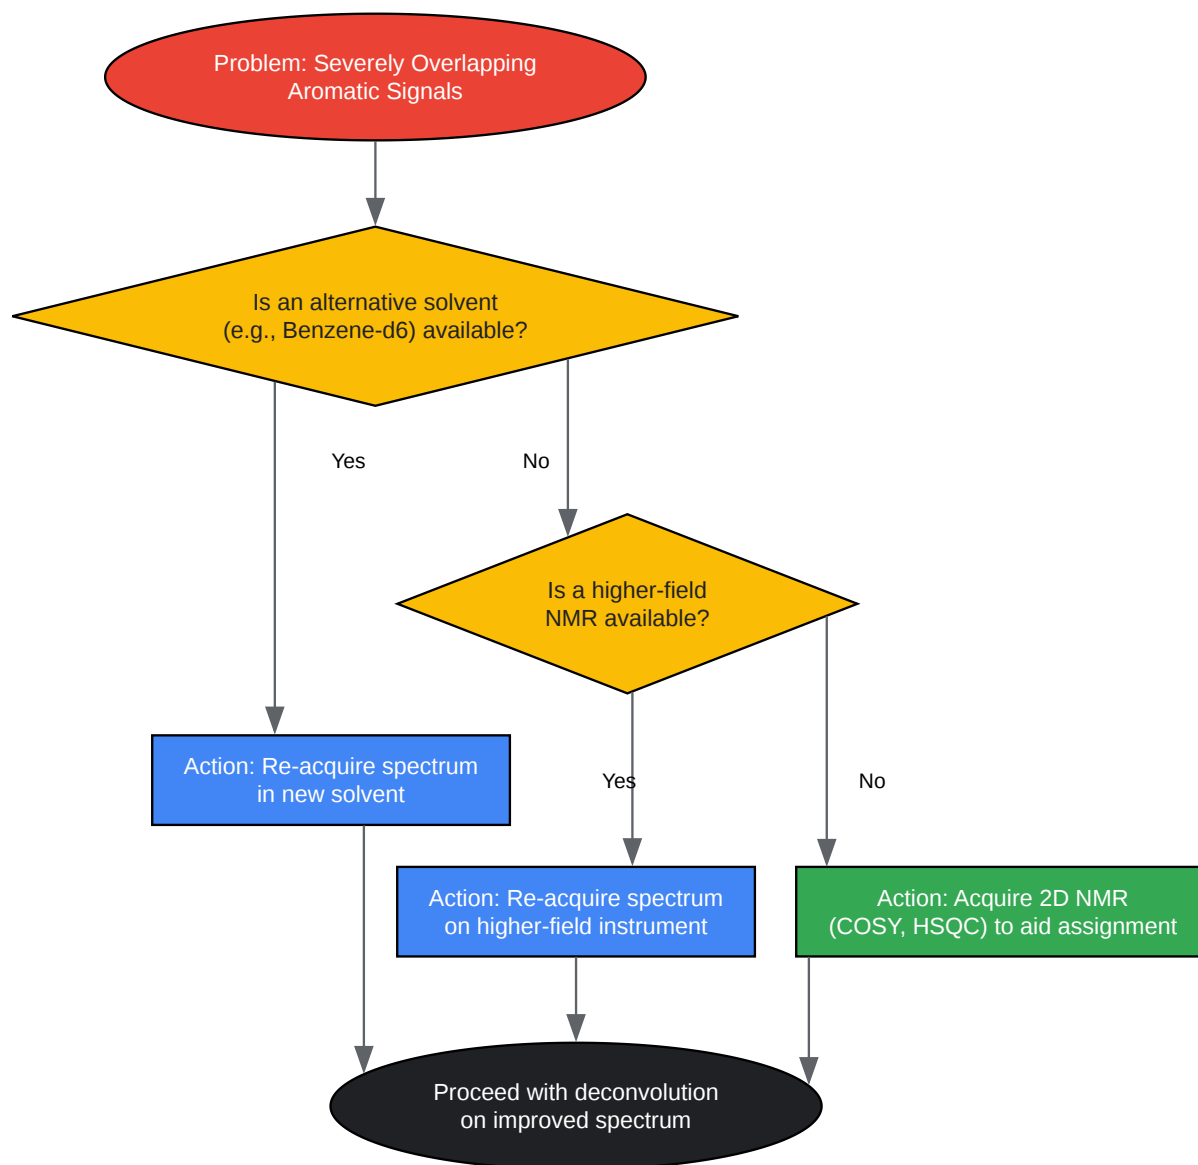 Problem: Severely Overlapping
Aromatic Signals
Is an alternative solvent
(e.g., Benzene-d6) available?
Yes
No
Is a higher-field
NMR available?
Action: Re-acquire spectrum
in new solvent
Yes
No
Action: Re-acquire spectrum
on higher-field instrument
Action: Acquire 2D NMR
(COSY, HSQC) to aid assignment
Proceed with deconvolution
on improved spectrum